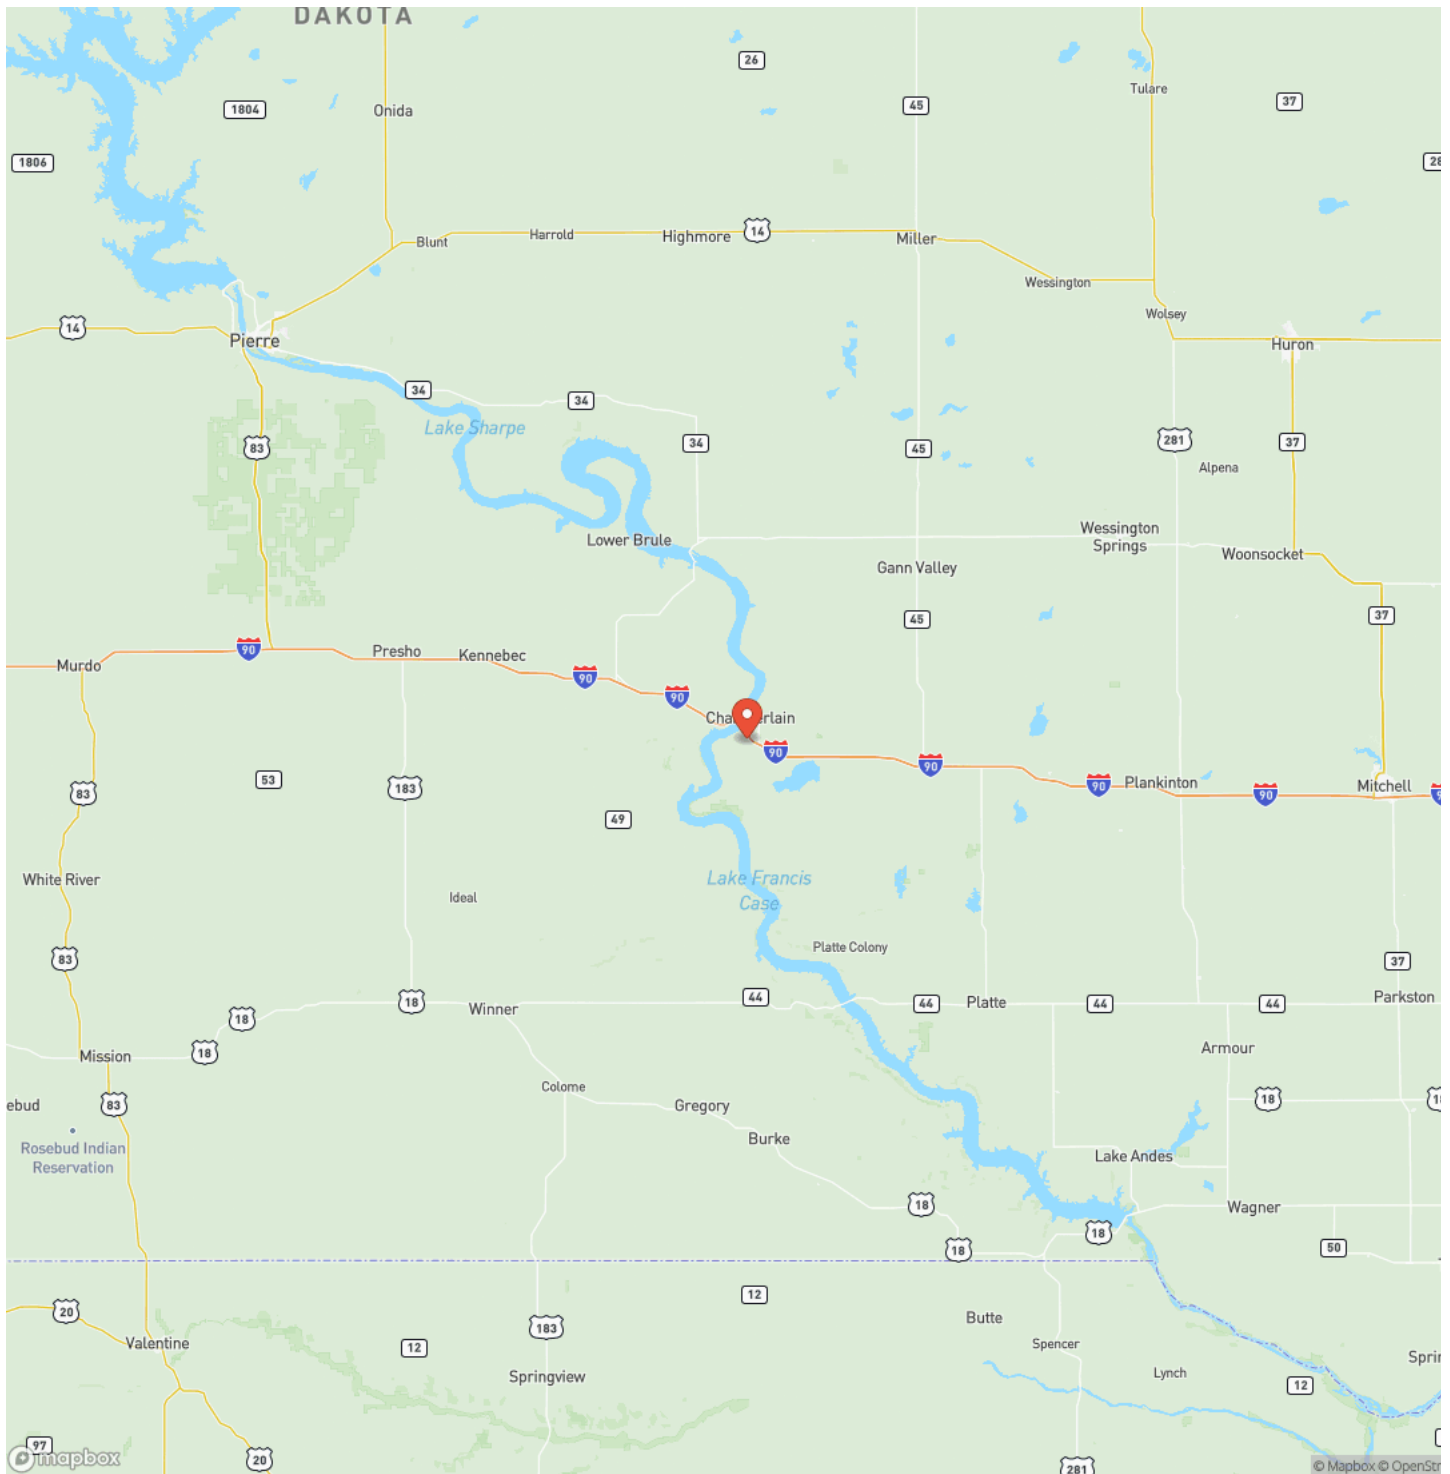 DAKOTA
26
Tulare
1804
Onida
45
37
1806
28
Blunt
Harrold
Highmore
14
Miller
Wessington
14
Pierre
Wolsey
Huron
34
34
Lake Sharpe
83
34
45
281
37
Alpena
Lower Brule
Wessington
Springs
Woonsocket
Gann Valley
45
37
Murdo
90
Presho
Kennebec
90
90
Chamberlain
90
90
53
183
83
90
Plankinton
90
Mitchell
49
White River
Ideal
Lake Francis
Case
Platte Colony
83
37
18
Winner
44
44
Platte
44
44
Parkston
18
18
Mission
Armour
Colome
83
ebud
Gregory
18
18
Burke
Rosebud Indian
Reservation
Lake Andes
18
Wagner
18
18
50
20
12
183
Butte
Valentine
12
Spencer
Sprin
Springview
Lynch
12
97
mapbox
20
281
© Mapbox © OpenStr